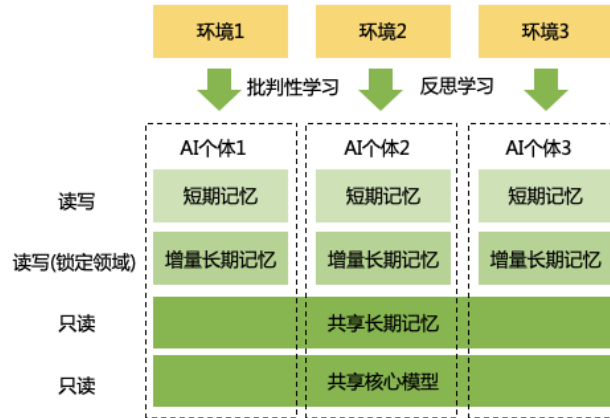 环境1 环境2 环境3
批判性学习 反思学习
AI个体1 AI个体2 AI个体3
读写 短期记忆 短期记忆 短期记忆
读写(锁定领域) 增量长期记忆 增量长期记忆 增量长期记忆
只读 共享长期记忆
只读 共享核心模型